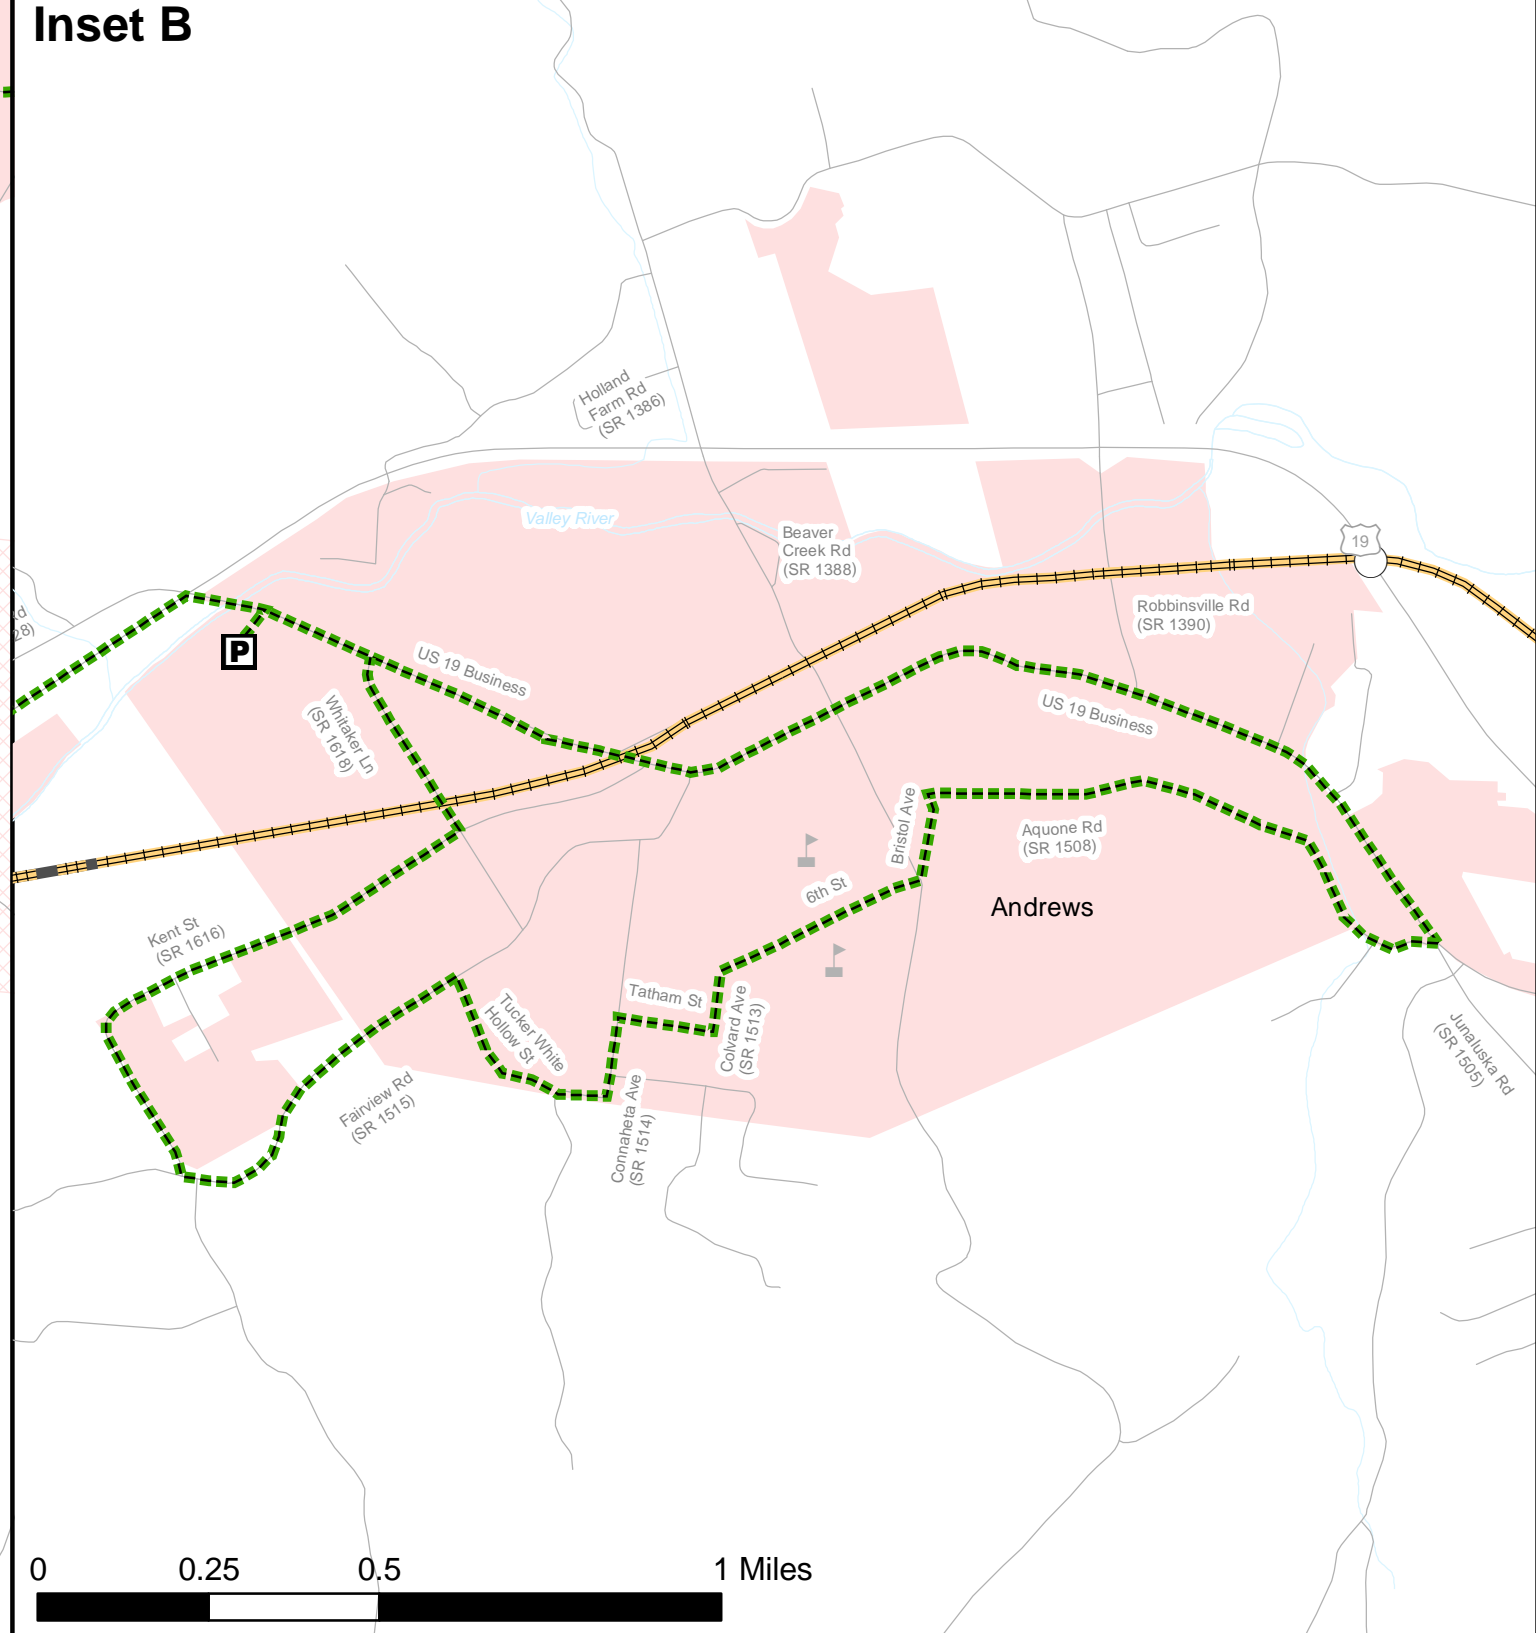 Inset B
Holland
Farm Rd
(SR 1386)
Valley River
Beaver
Creek Rd
(SR 1388)
19
Robbinsville Rd
(SR 1390)
Rd
28)
P
US 19 Business
Whitaker Ln
(SR 1618)
US 19 Business
Bristol Ave
Aquone Rd
(SR 1508)
6th St
Andrews
Kent St
(SR 1616)
Tatham St
Tucker White
Hollow St
Colvard Ave
(SR 1513)
Junaluska Rd
(SR 1505)
Fairview Rd
(SR 1515)
Connaheta Ave
(SR 1514)
0 0.25 0.5 1 Miles